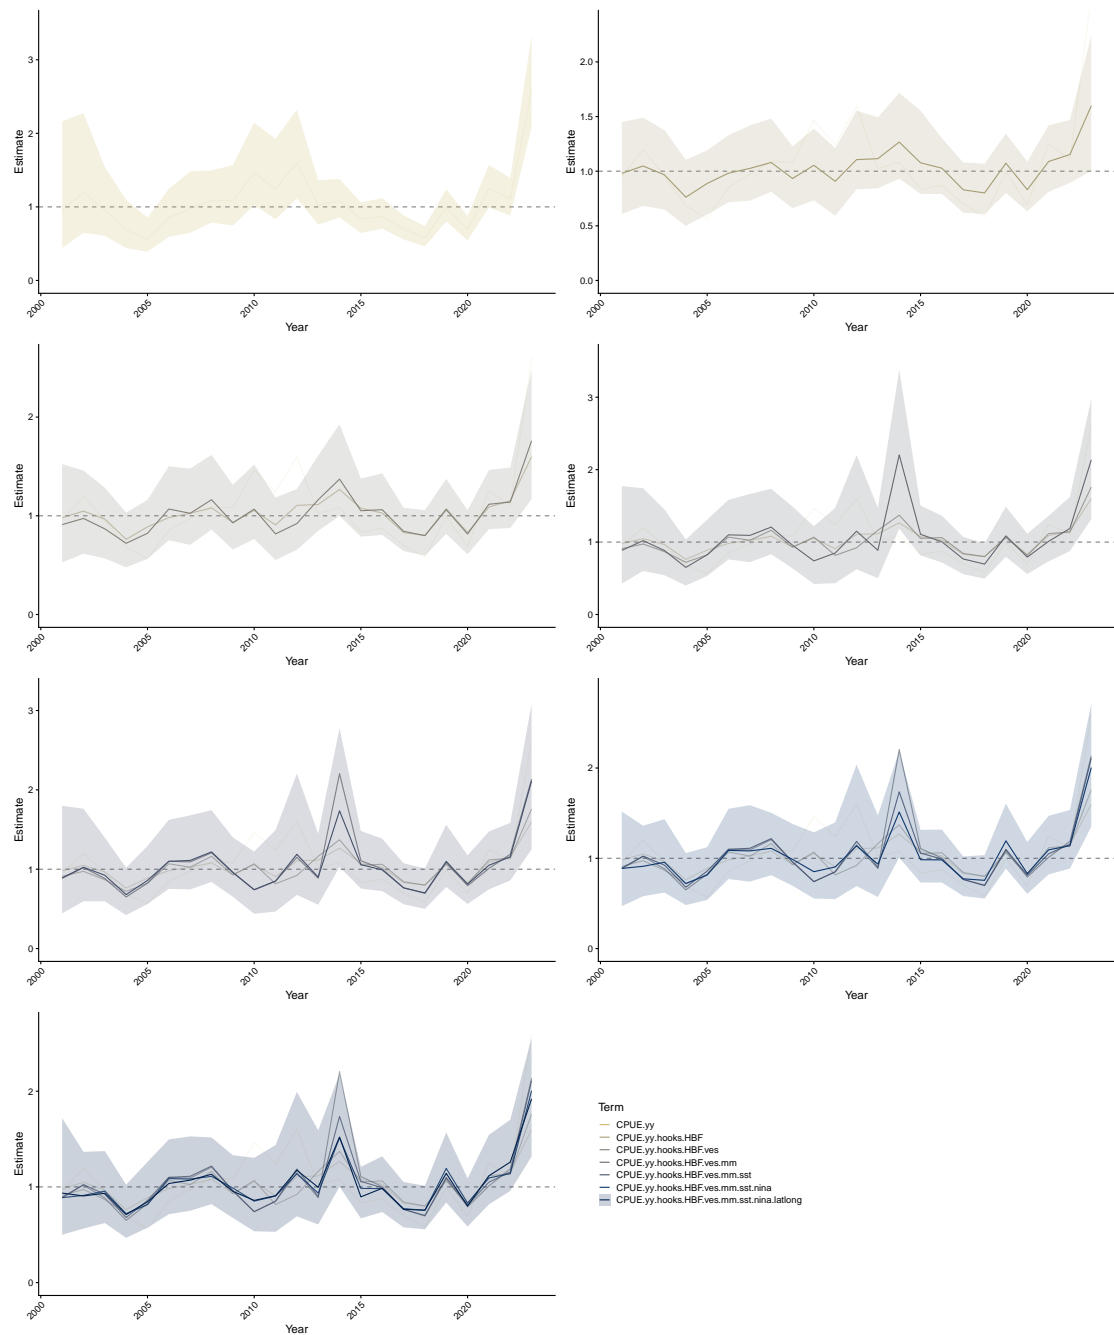 3
2
1
0
Estimate
2000
2005
2010
2015
2020
Year
2.0
1.5
1.0
0.5
0.0
Estimate
2000
2005
2010
2015
2020
Year
2
1
0
Estimate
2000
2005
2010
2015
2020
Year
3
2
1
0
Estimate
2000
2005
2010
2015
2020
Year
3
2
1
0
Estimate
2000
2005
2010
2015
2020
Year
2
1
0
Estimate
2000
2005
2010
2015
2020
Year
2
1
0
Estimate
2000
2005
2010
2015
2020
Year
Term
CPUE.yy
CPUE.yy.hooks.HBF
CPUE.yy.hooks.HBF.ves
CPUE.yy.hooks.HBF.ves.mm
CPUE.yy.hooks.HBF.ves.mm.sst
CPUE.yy.hooks.HBF.ves.mm.sst.nina
CPUE.yy.hooks.HBF.ves.mm.sst.nina.latlong